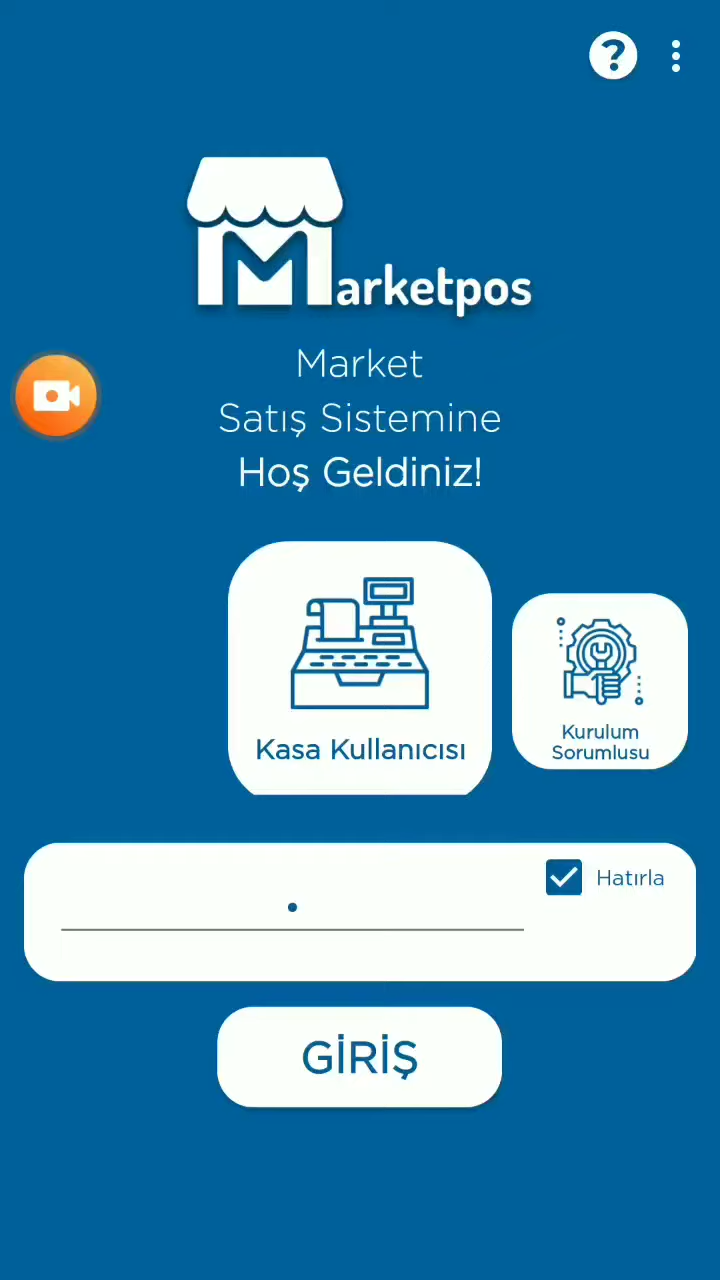 ?
Marketpos
Market
Satış Sistemine
Hoş Geldiniz!
Kasa Kullanıcısı
Kurulum
Sorumlusu
Hatırla
GİRİŞ